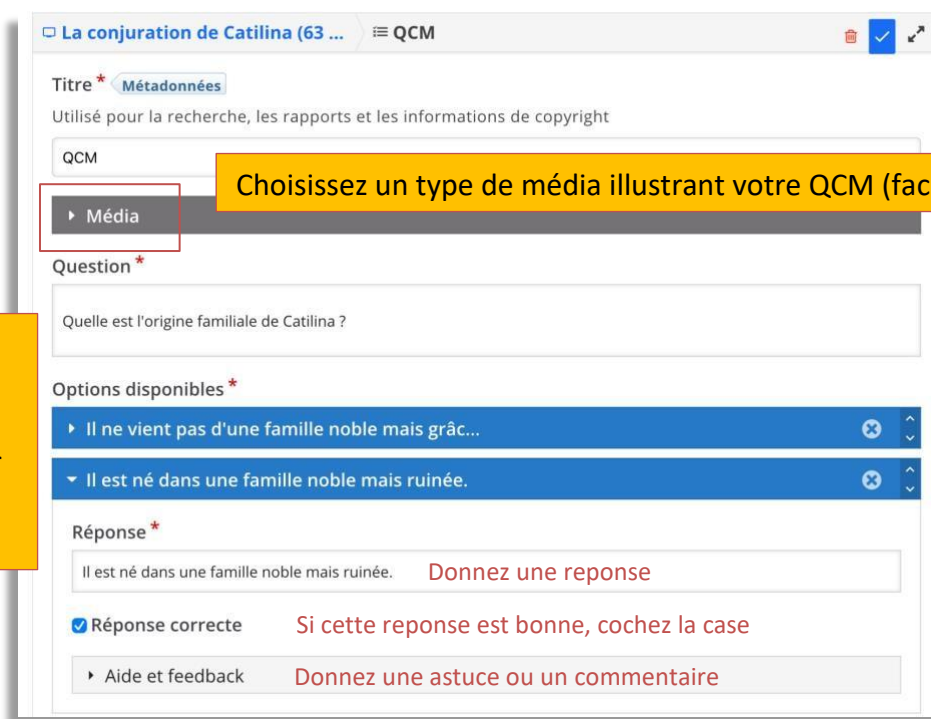 La conjuration de Catilina (63 ... QCM
Titre * Métadonnées
Utilisé pour la recherche, les rapports et les informations de copyright
QCM
Choisissez un type de média illustrant votre QCM (fac
Média
Question *
Quelle est l'origine familiale de Catilina ?
Options disponibles *
Il ne vient pas d'une famille noble mais grâc...
Il est né dans une famille noble mais ruinée.
Réponse *
Il est né dans une famille noble mais ruinée. Donnez une reponse
Réponse correcte Si cette reponse est bonne, cochez la case
Aide et feedback Donnez une astuce ou un commentaire